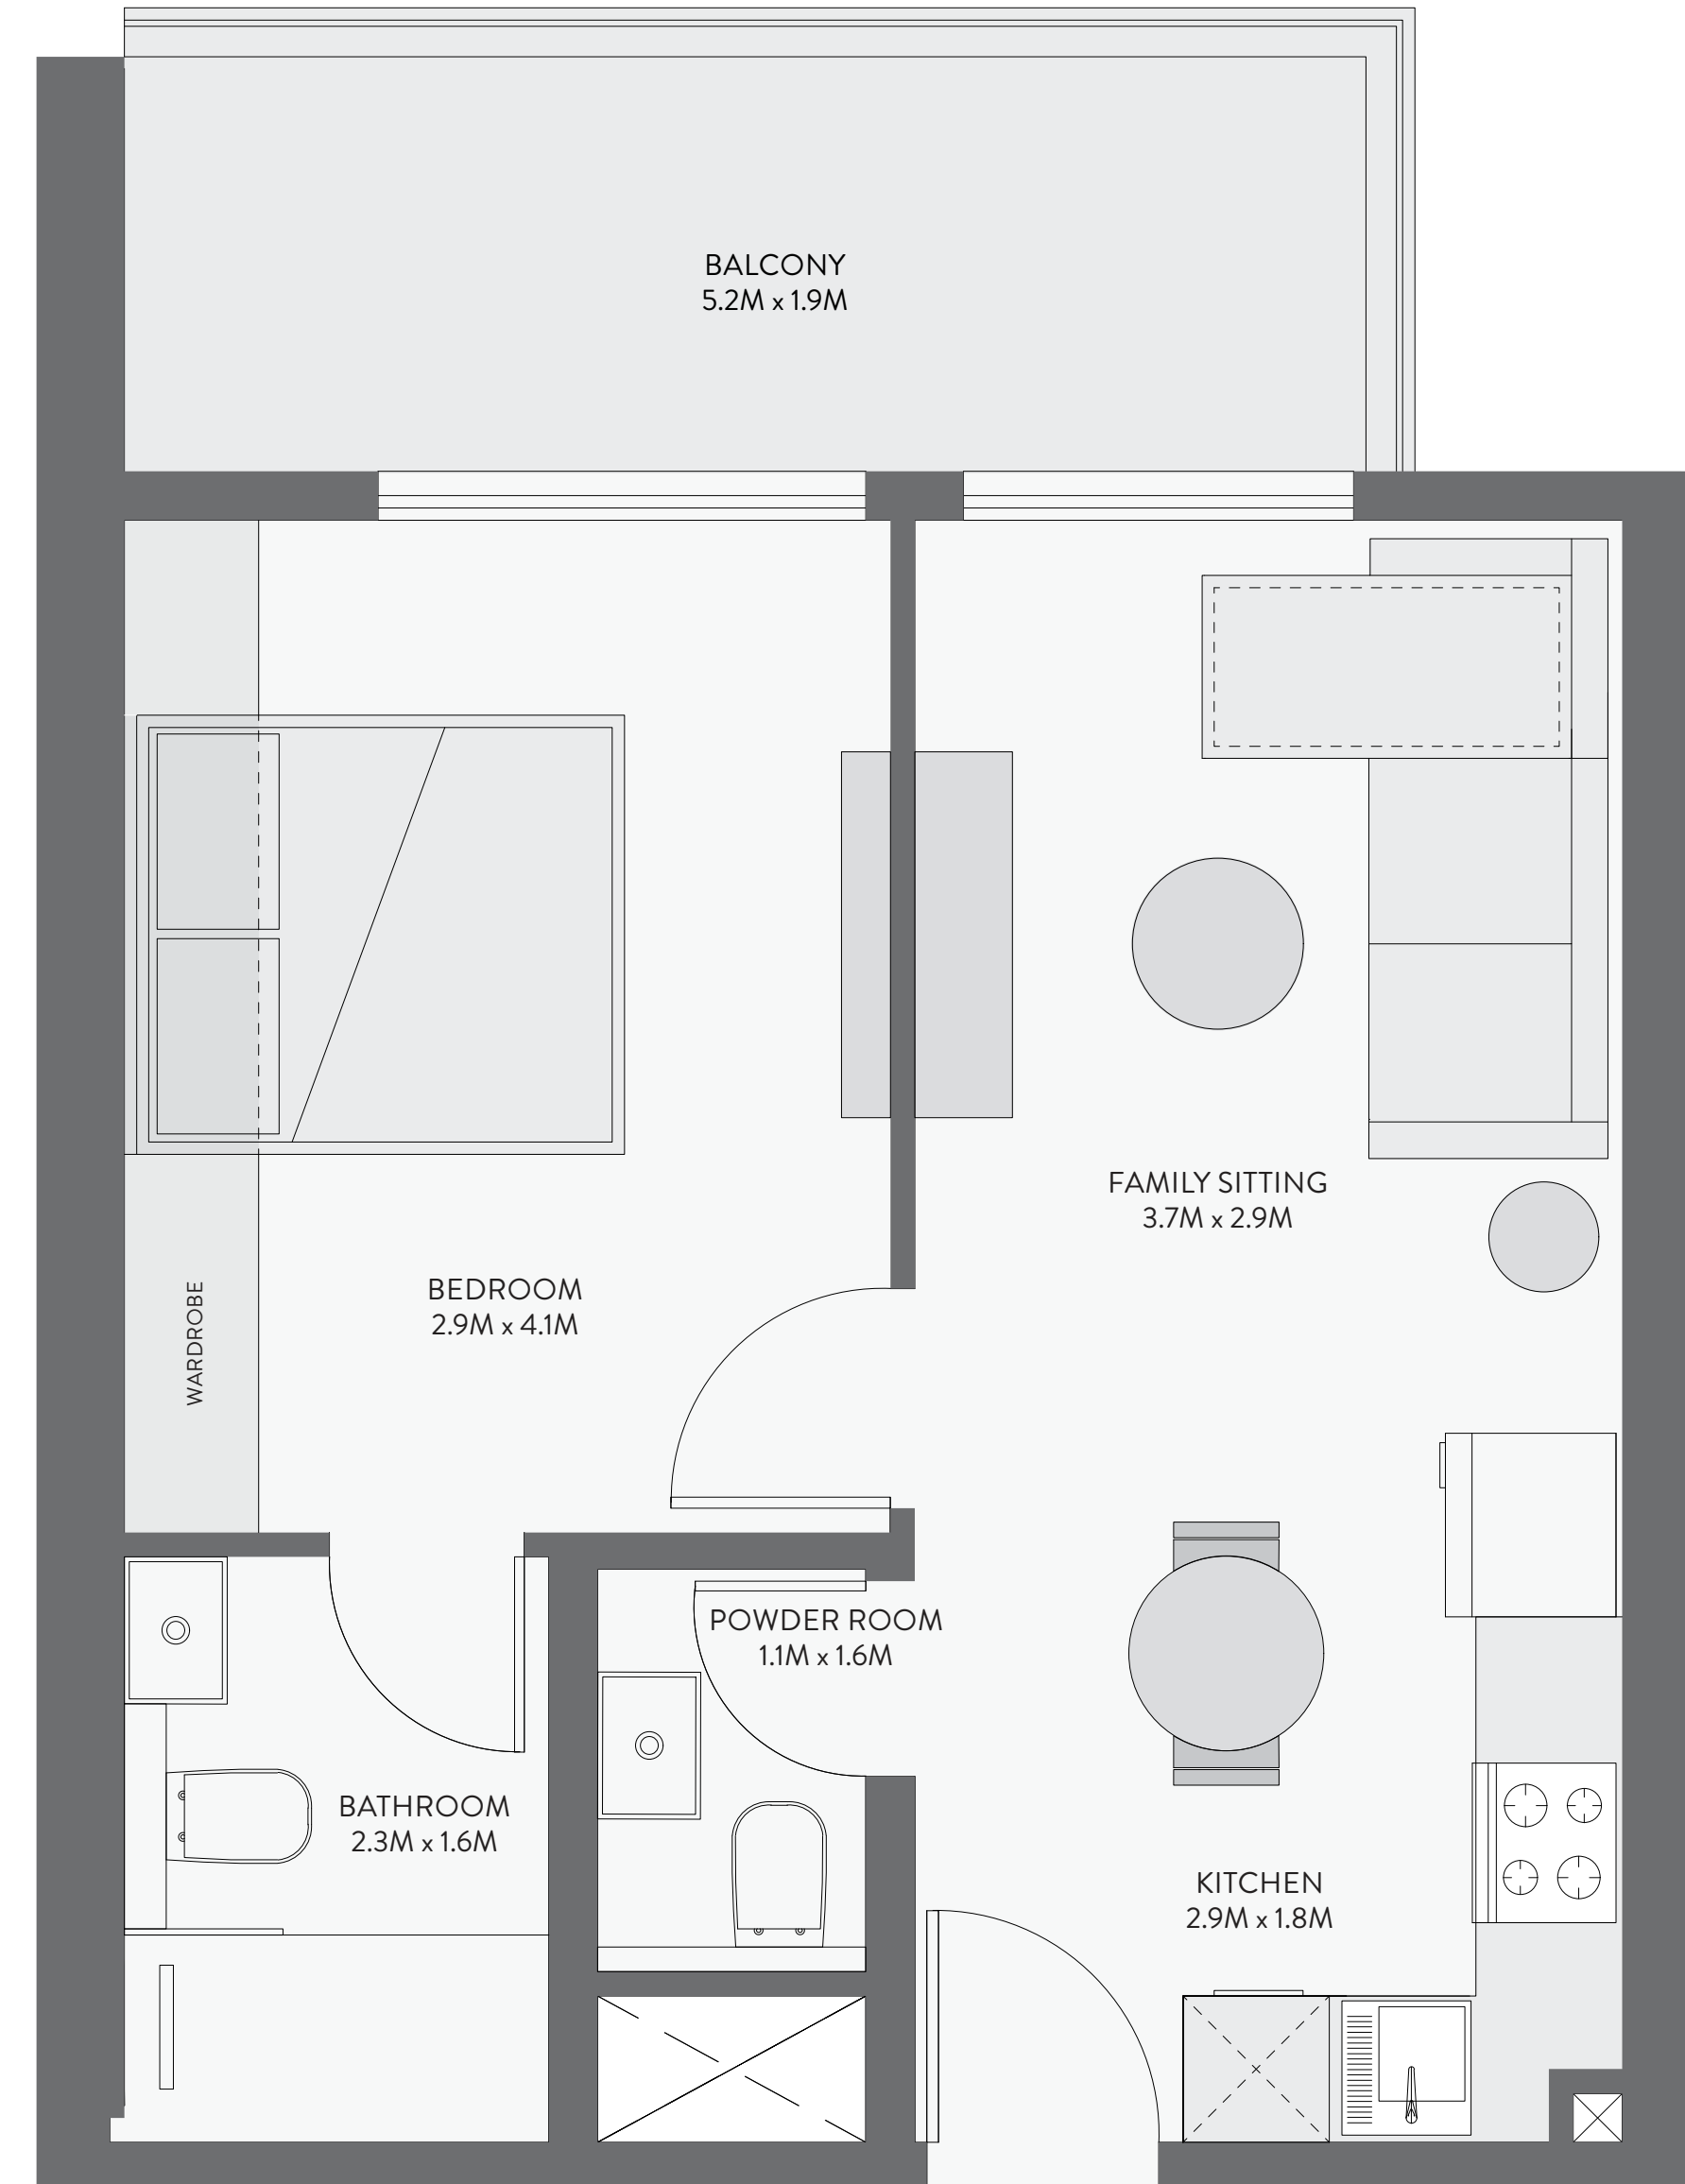 BALCONY
5.2M x 1.9M
FAMILY SITTING
3.7M x 2.9M
BEDROOM
2.9M x 4.1M
WARDROBE
POWDER ROOM
1.1M x 1.6M
BATHROOM
2.3M x 1.6M
KITCHEN
2.9M x 1.8M